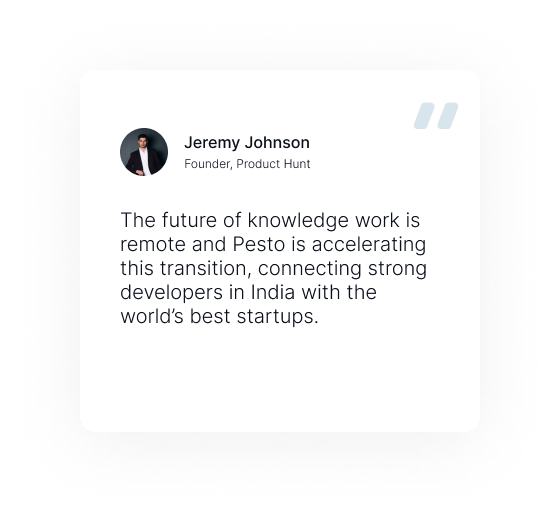 Jeremy Johnson
Founder, Product Hunt
The future of knowledge work is
remote and Pesto is accelerating
this transition, connecting strong
developers in India with the
world’s best startups.